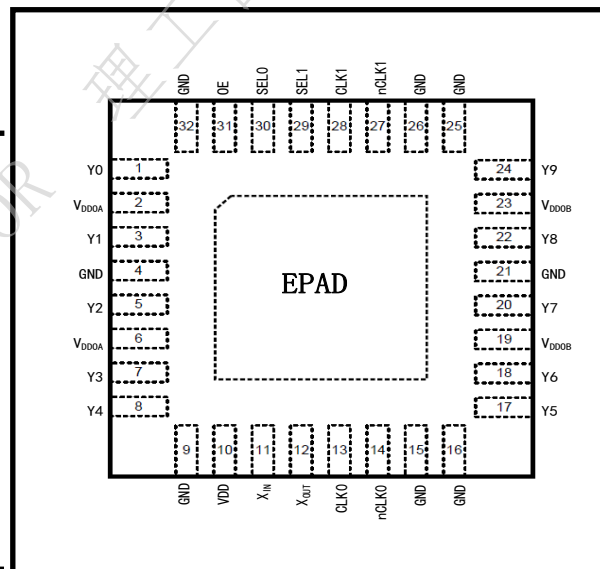 GND OE SEL0 SEL1 CLK1 nCLK1 GND GND
32 31 30 29 28 27 26 25
Y0 1 24 Y9
VDDOA 2 23 VDDOB
Y1 3 22 Y8
GND 4 21 GND
EPAD
Y2 5 20 Y7
VDDOA 6 19 VDDOB
Y3 7 18 Y6
Y4 8 17 Y5
9 10 11 12 13 14 15 16
GND VDD XIN XOUT CLK0 nCLK0 GND GND
理工
OR